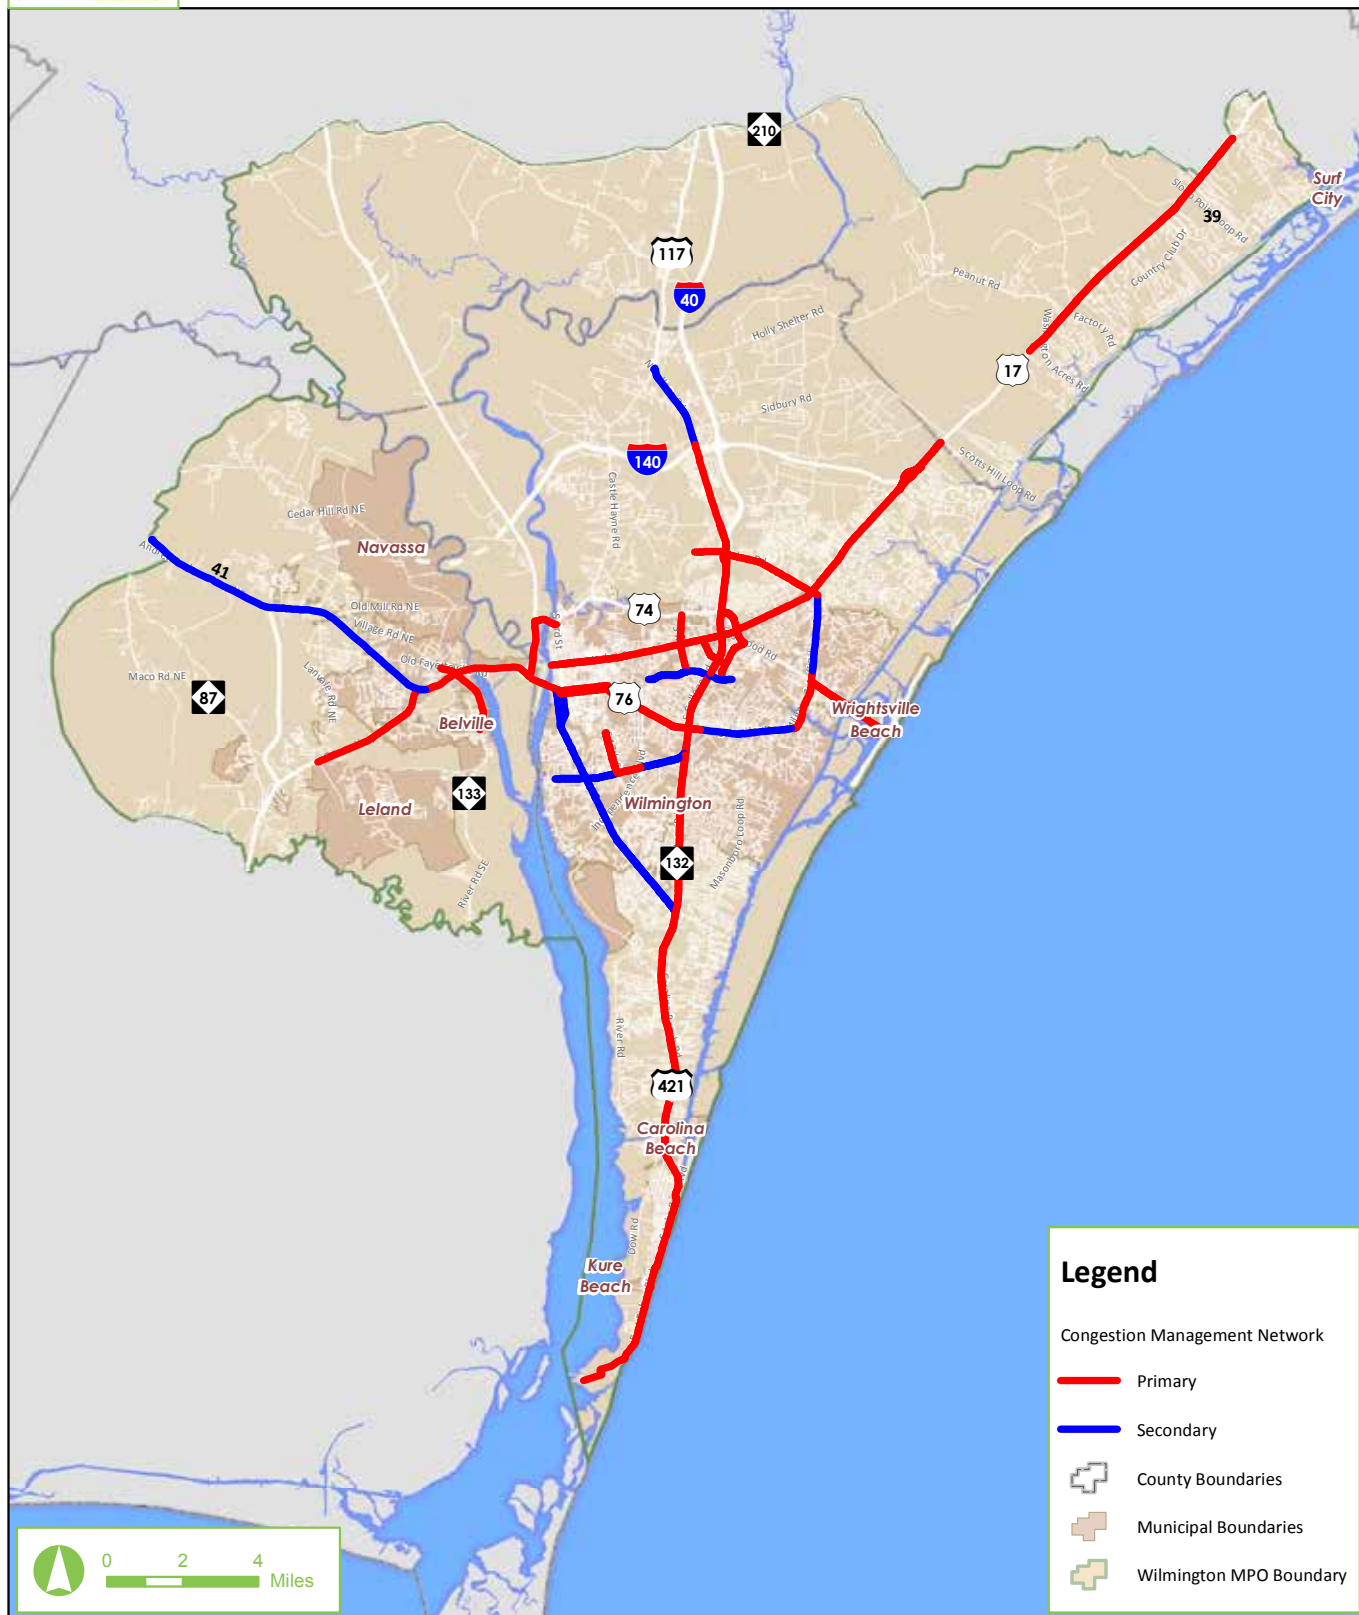 210
Surf
City
39
117
40
Peanut Rd
Country Club Dr
Holly Shelter Rd
Factory Rd
17
Sidbury Rd
140
Scotts Hill Loop Rd
Castle Hayne Rd
Cedar Hill Rd NE
Navassa
41
Old Mill Rd NE
74
Village Rd NE
Maco Rd NE
Lanvale Rd NE
87
76
Belville
Wrightsville
Beach
133
Leland
Wilmington
Masonboro Loop Rd
132
River Rd SE
River Rd
421
Carolina
Beach
Dow Rd
Kure
Beach
Legend
Congestion Management Network
Primary
Secondary
County Boundaries
Municipal Boundaries
Wilmington MPO Boundary
0 2 4
Miles